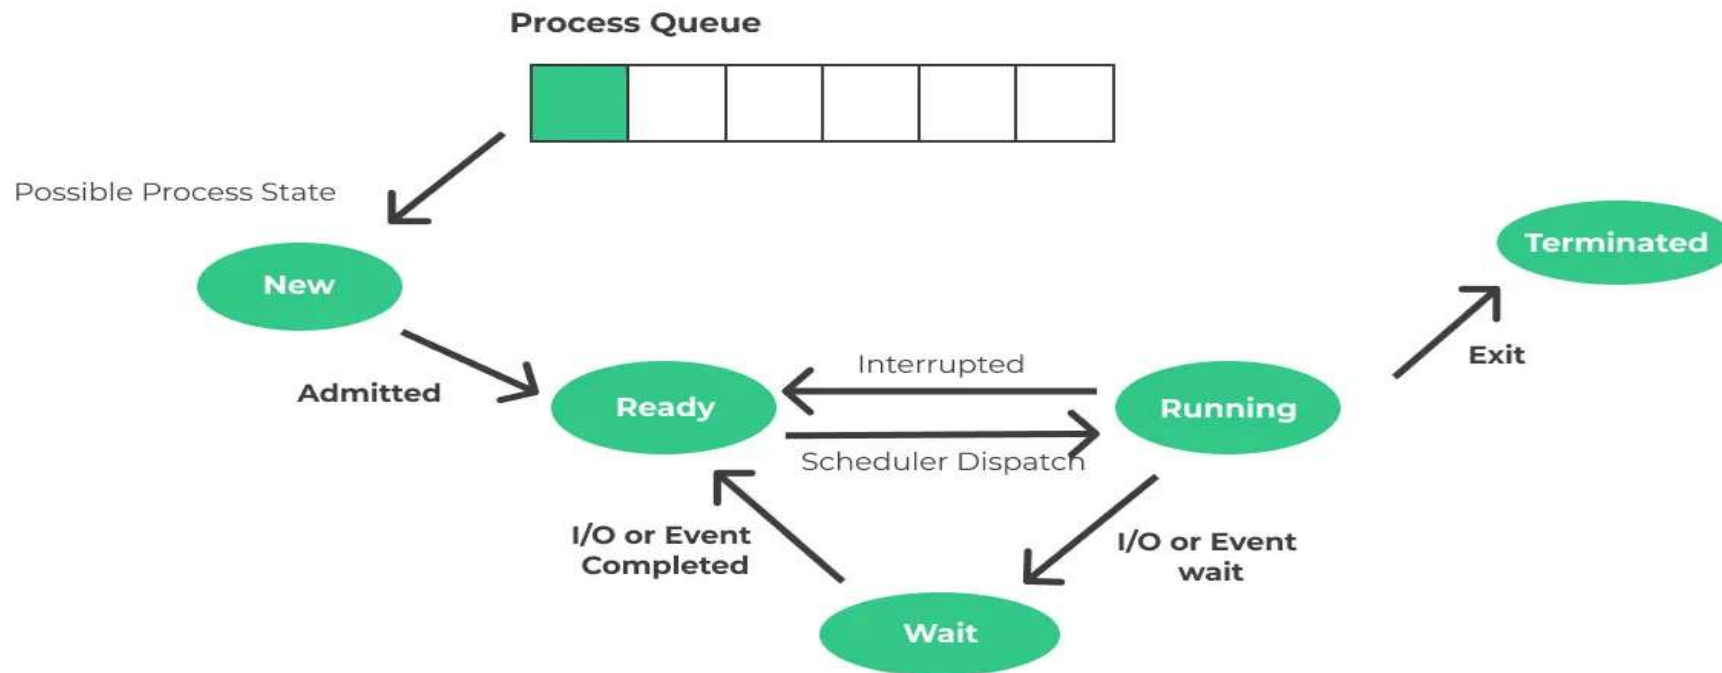 Process Queue
Possible Process State
New
Terminated
Admitted
Interrupted
Exit
Ready
Running
Scheduler Dispatch
I/O or Event
Completed
I/O or Event
wait
Wait